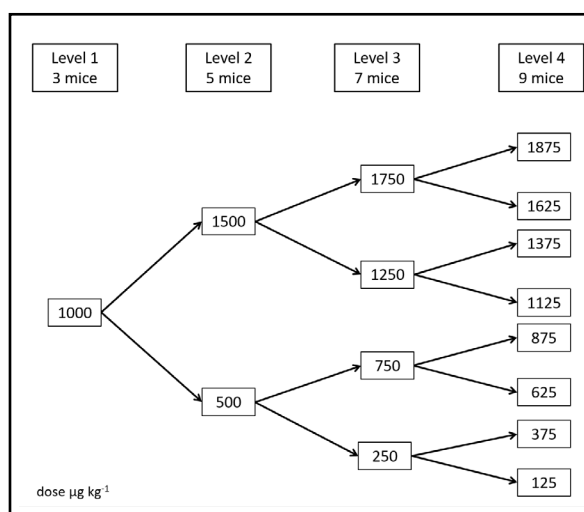 Level 1
3 mice
Level 2
5 mice
Level 3
7 mice
Level 4
9 mice
1875
1750
1625
1500
1375
1250
1125
1000
875
750
625
500
375
250
125
dose µg kg⁻¹